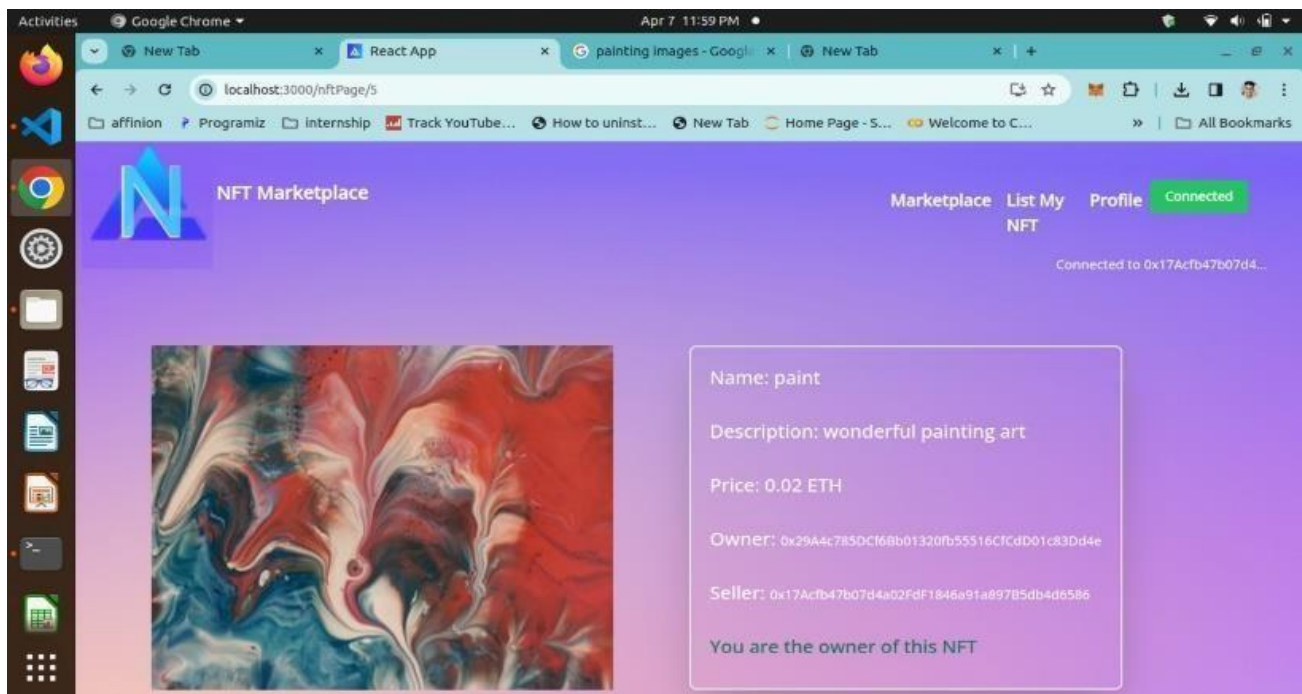 Activities
Google Chrome
Apr 7 11:59 PM
New Tab
React App
painting images - Google
New Tab
localhost:3000/nftPage/5
affinion
Programiz
internship
Track YouTube...
How to uninst...
New Tab
Home Page - S...
Welcome to C...
»
All Bookmarks
NFT Marketplace
Marketplace
List My
NFT
Profile
Connected
Connected to 0x17Acfb47b07d4...
Name: paint
Description: wonderful painting art
Price: 0.02 ETH
Owner: 0x29A4c785DCf6Bb01320fb55516CfCdD01c83Dd4e
Seller: 0x17Acfb47b07d4a02FdF1846a91a897B5db4d6586
You are the owner of this NFT